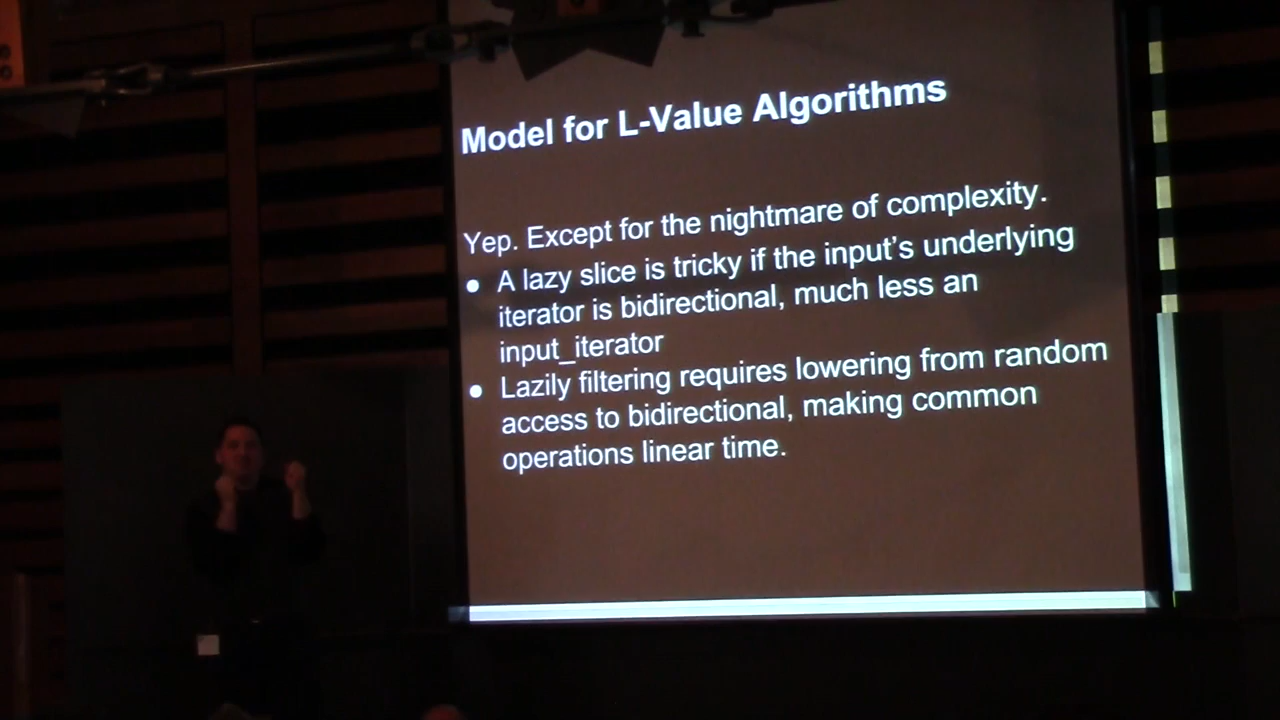 Model for L-Value Algorithms
Yep. Except for the nightmare of complexity.
● A lazy slice is tricky if the input's underlying
iterator is bidirectional, much less an
input_iterator
● Lazily filtering requires lowering from random
access to bidirectional, making common
operations linear time.